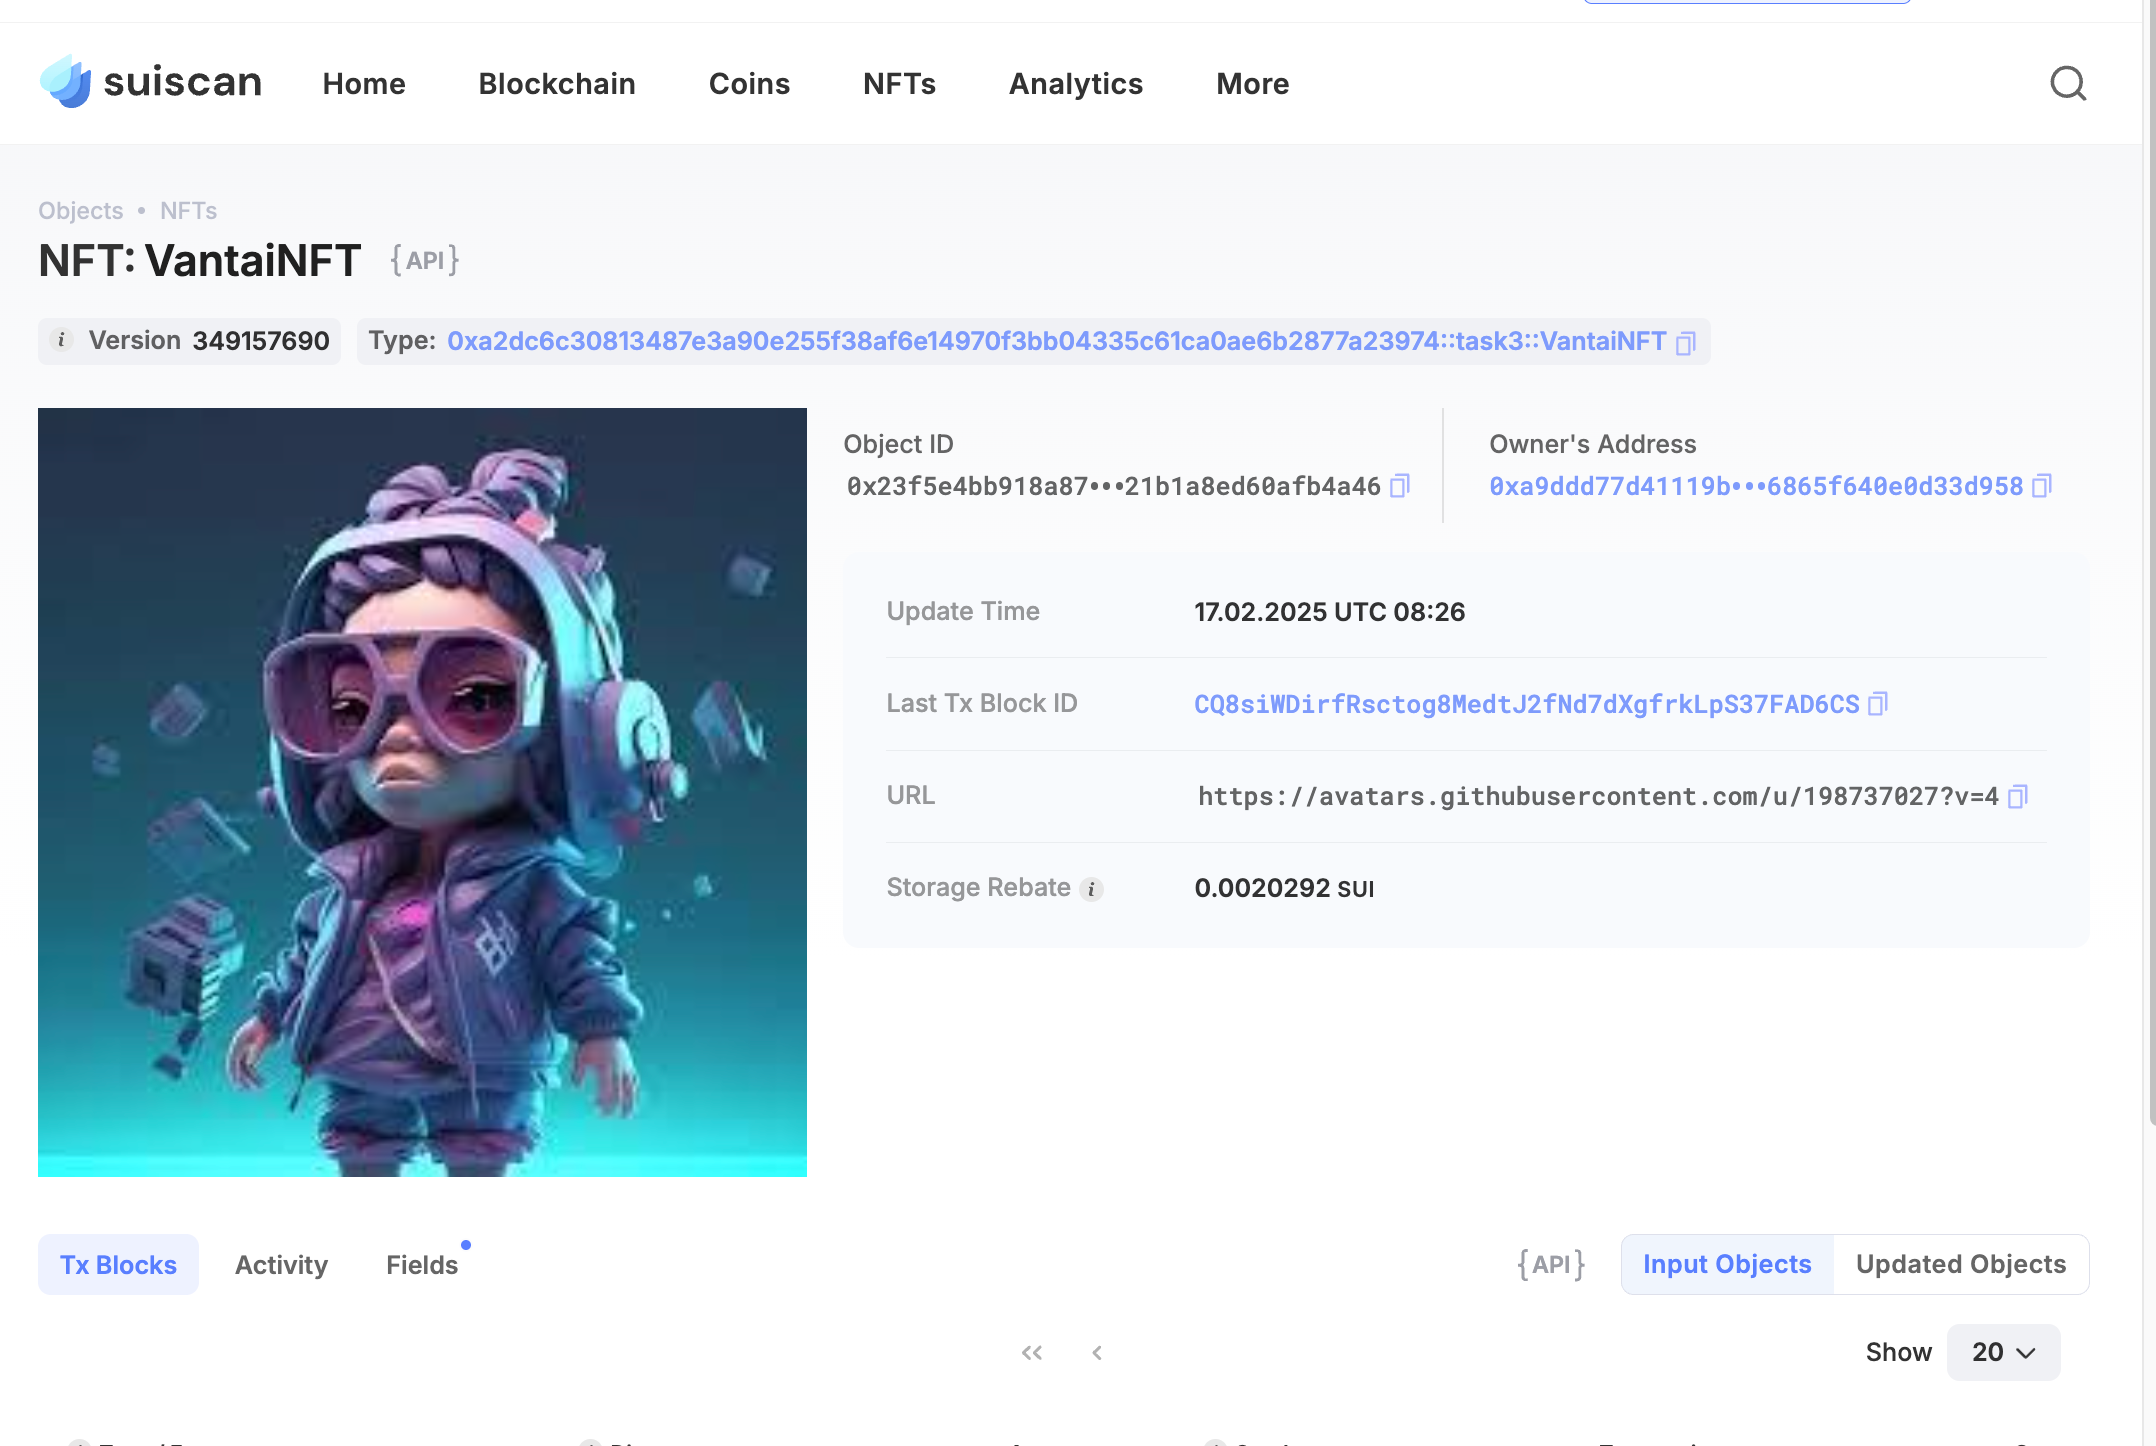 suiscan Home Blockchain Coins NFTs Analytics More
Objects • NFTs
NFT: VantaiNFT {API}
i Version 349157690 Type: 0xa2dc6c30813487e3a90e255f38af6e14970f3bb04335c61ca0ae6b2877a23974::task3::VantaiNFT
Object ID
0x23f5e4bb918a87•••21b1a8ed60afb4a46
Owner's Address
0xa9ddd77d41119b•••6865f640e0d33d958
Update Time 17.02.2025 UTC 08:26
Last Tx Block ID CQ8siWDirfRsctog8MedtJ2fNd7dXgfrkLpS37FAD6CS
URL https://avatars.githubusercontent.com/u/198737027?v=4
Storage Rebate i 0.0020292 SUI
Tx Blocks Activity Fields {API} Input Objects Updated Objects
Show 20